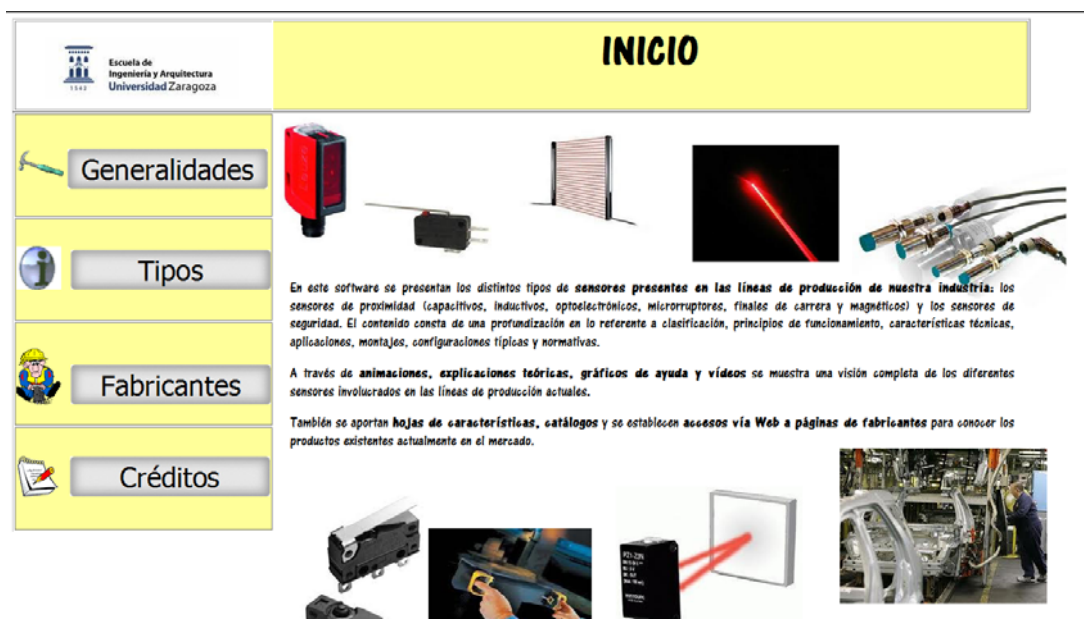 Escuela de
Ingeniería y Arquitectura
Universidad Zaragoza
1542
INICIO
Generalidades
Tipos
Fabricantes
Créditos
En este software se presentan los distintos tipos de sensores presentes en las líneas de producción de nuestra industria: los
sensores de proximidad (capacitivos, inductivos, optoelectrónicos, microrruptores, finales de carrera y magnéticos) y los sensores de
seguridad. El contenido consta de una profundización en lo referente a clasificación, principios de funcionamiento, características técnicas,
aplicaciones, montajes, configuraciones típicas y normativas.
A través de animaciones, explicaciones teóricas, gráficos de ayuda y vídeos se muestra una visión completa de los diferentes
sensores involucrados en las líneas de producción actuales.
También se aportan hojas de características, catálogos y se establecen accesos vía Web a páginas de fabricantes para conocer los
productos existentes actualmente en el mercado.